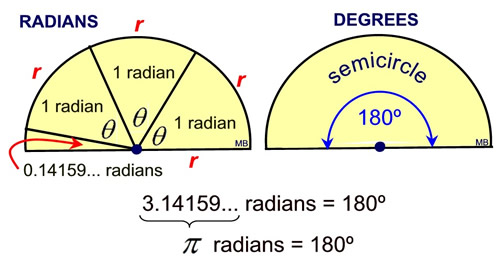 RADIANS
r
r
r
1 radian
1 radian
1 radian
θ
θ
θ
MB
r
0.14159... radians
DEGREES
semicircle
180º
MB
3.14159... radians = 180º
π radians = 180º